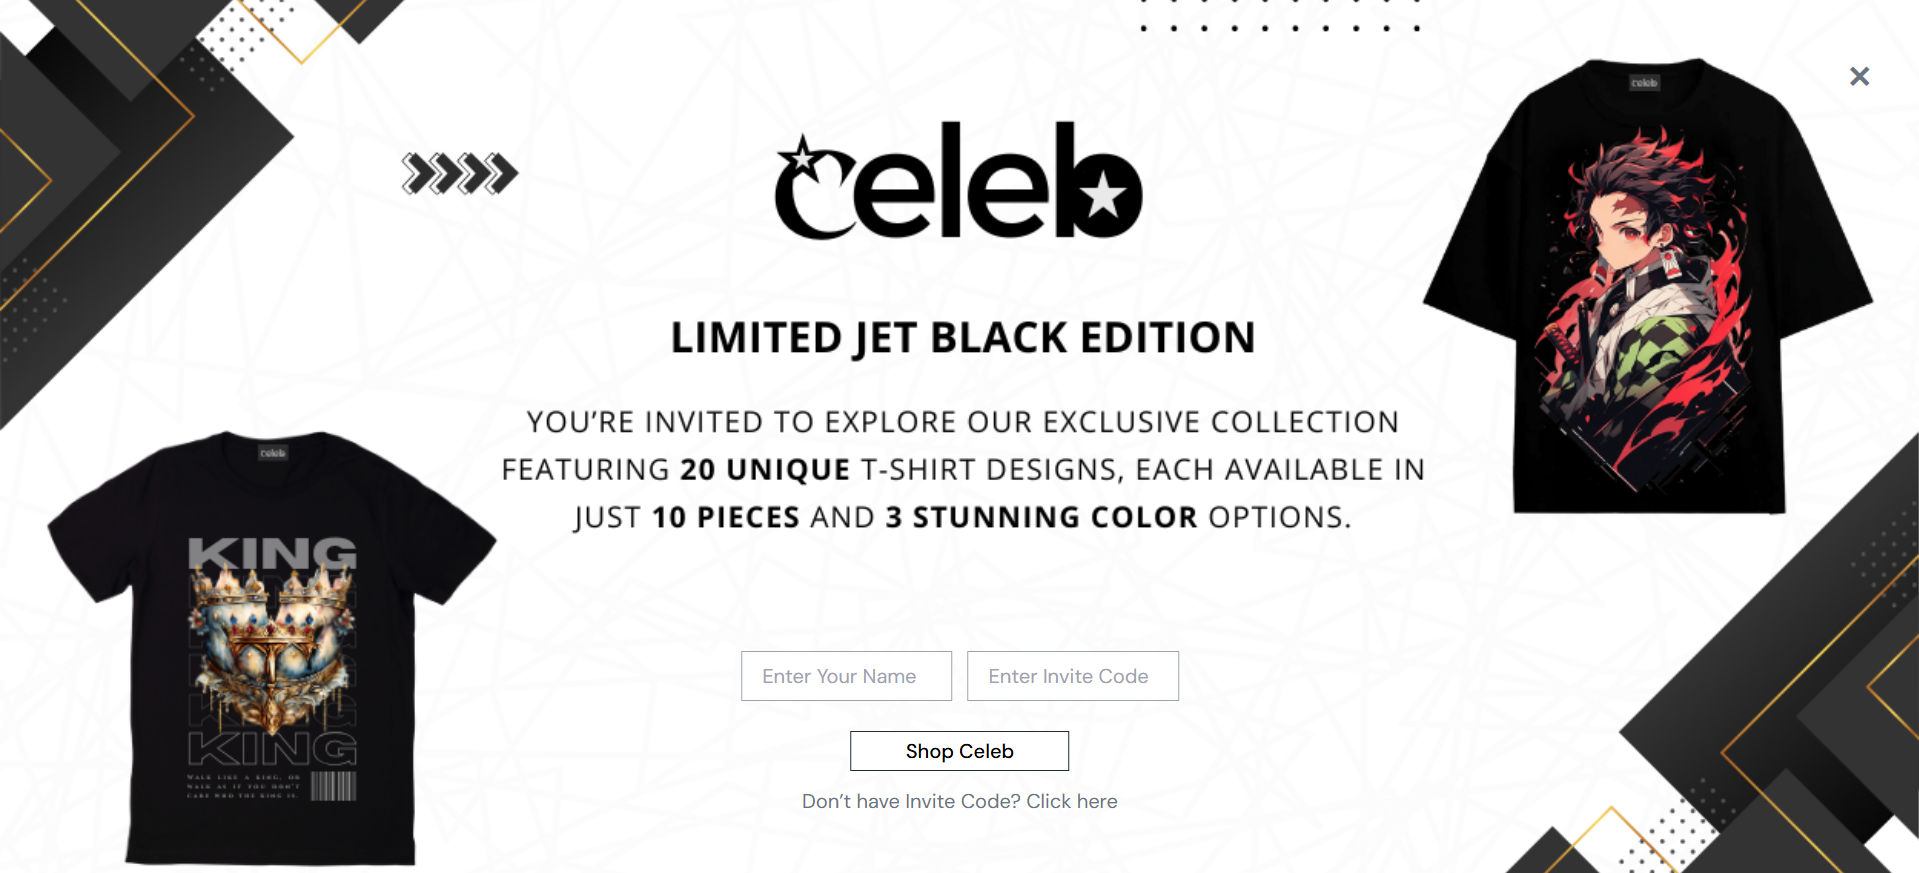 celeb
celeb
LIMITED JET BLACK EDITION
YOU’RE INVITED TO EXPLORE OUR EXCLUSIVE COLLECTION
FEATURING 20 UNIQUE T-SHIRT DESIGNS, EACH AVAILABLE IN
JUST 10 PIECES AND 3 STUNNING COLOR OPTIONS.
celeb
KING
KING
KING
KING
WALK LIKE A KING, OR
WALK AS IF YOU DON'T
CARE WHO THE KING IS.
Enter Your Name
Enter Invite Code
Shop Celeb
Don’t have Invite Code? Click here